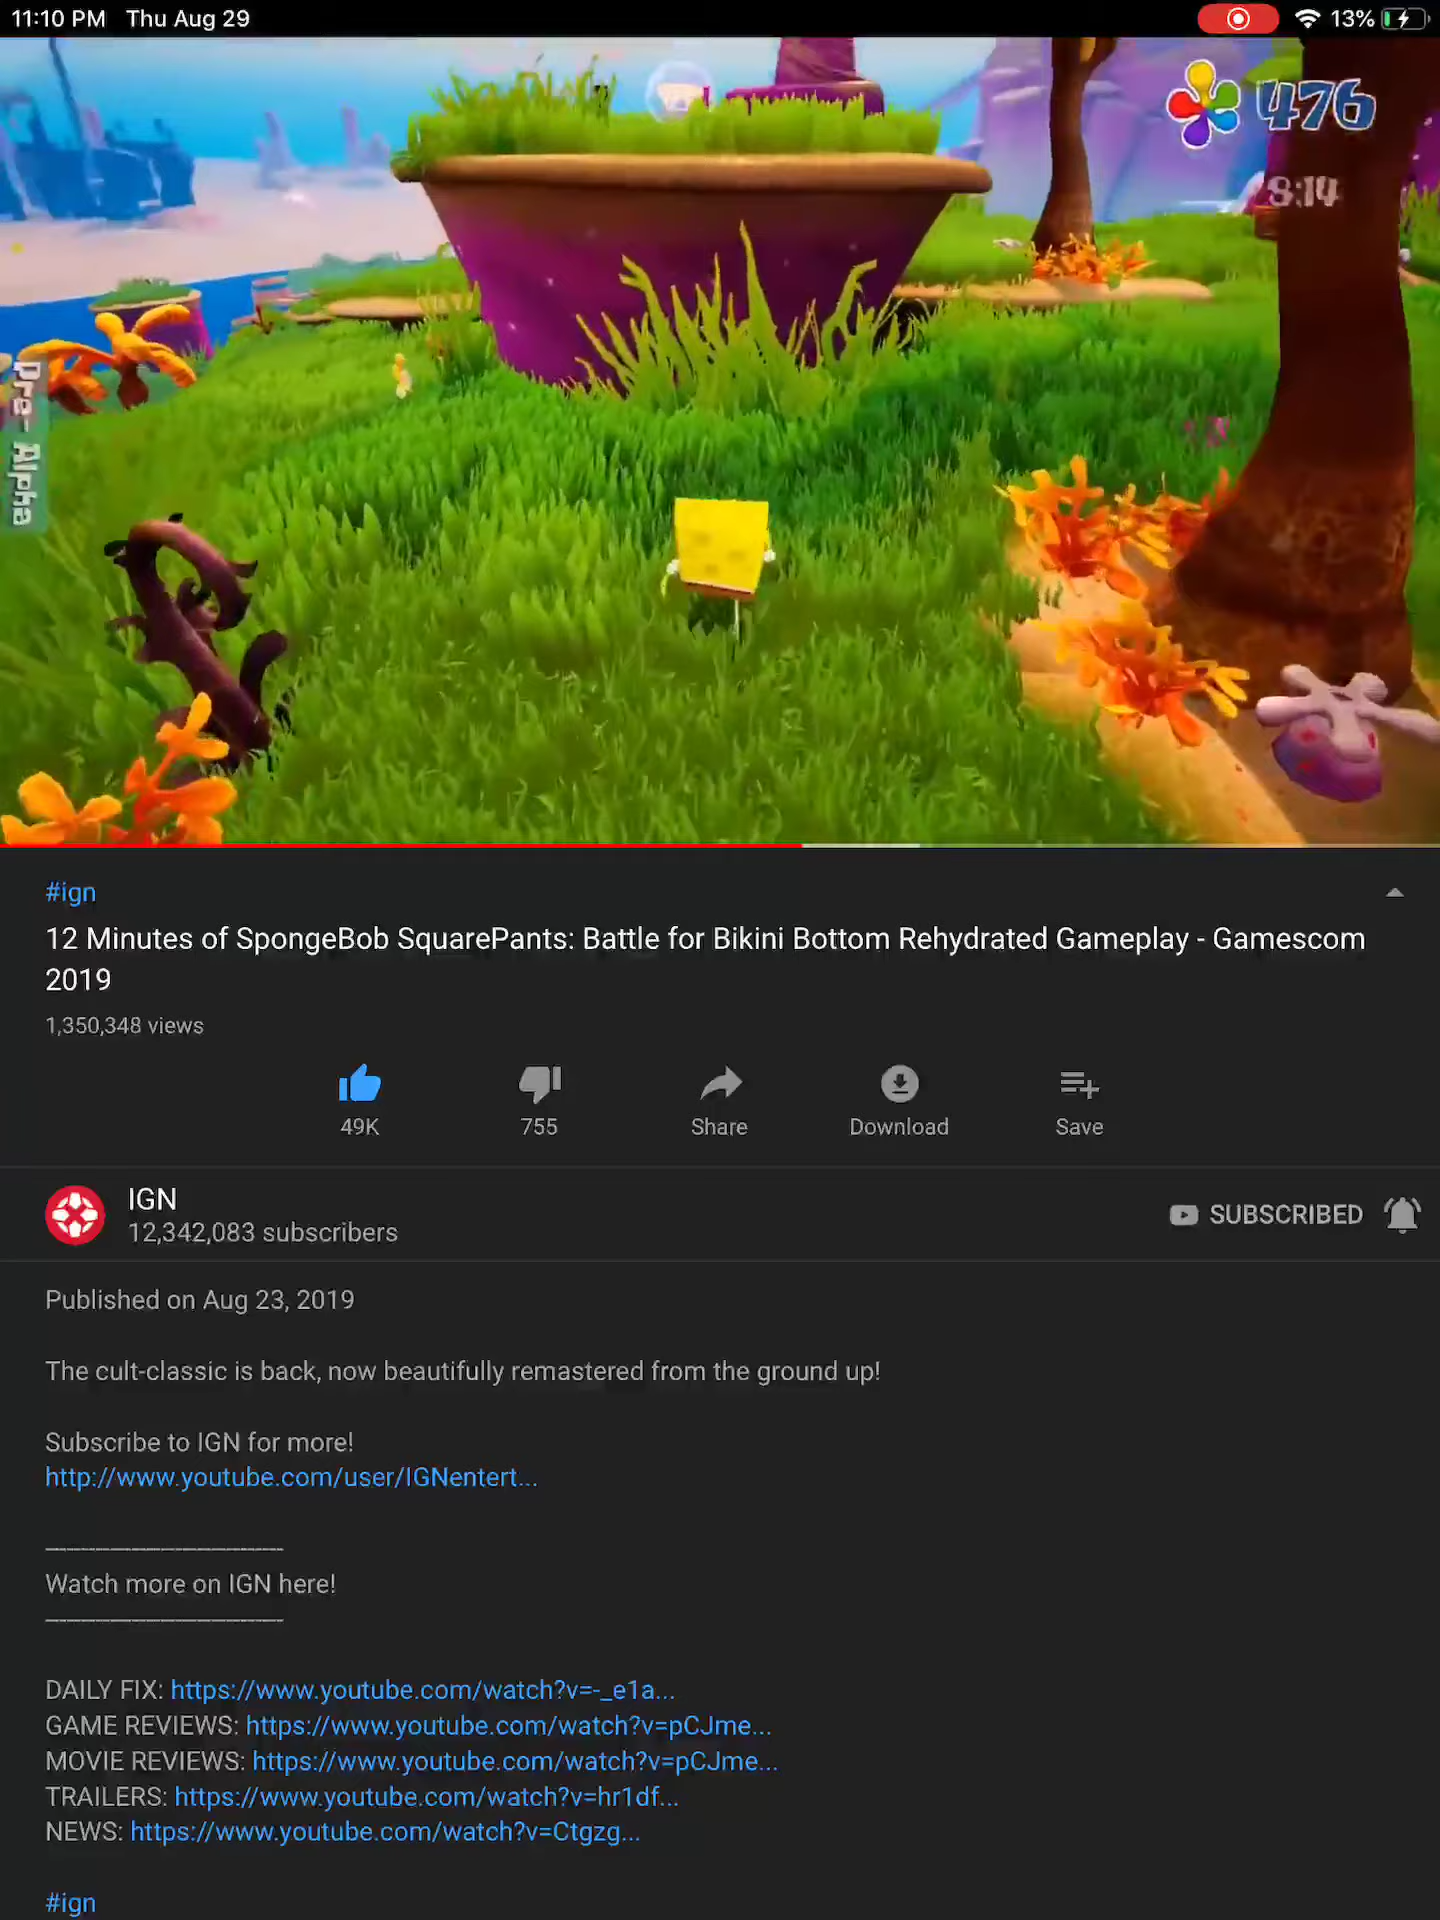 11:10 PM Thu Aug 29
13%
476
8:14
Pre-Alpha
#ign
12 Minutes of SpongeBob SquarePants: Battle for Bikini Bottom Rehydrated Gameplay - Gamescom
2019
1,350,348 views
49K
755
Share
Download
Save
IGN
12,342,083 subscribers
SUBSCRIBED
Published on Aug 23, 2019
The cult-classic is back, now beautifully remastered from the ground up!
Subscribe to IGN for more!
http://www.youtube.com/user/IGNentert...
---------------------------------
Watch more on IGN here!
---------------------------------
DAILY FIX: https://www.youtube.com/watch?v=-_e1a...
GAME REVIEWS: https://www.youtube.com/watch?v=pCJme...
MOVIE REVIEWS: https://www.youtube.com/watch?v=pCJme...
TRAILERS: https://www.youtube.com/watch?v=hr1df...
NEWS: https://www.youtube.com/watch?v=Ctgzg...
#ign